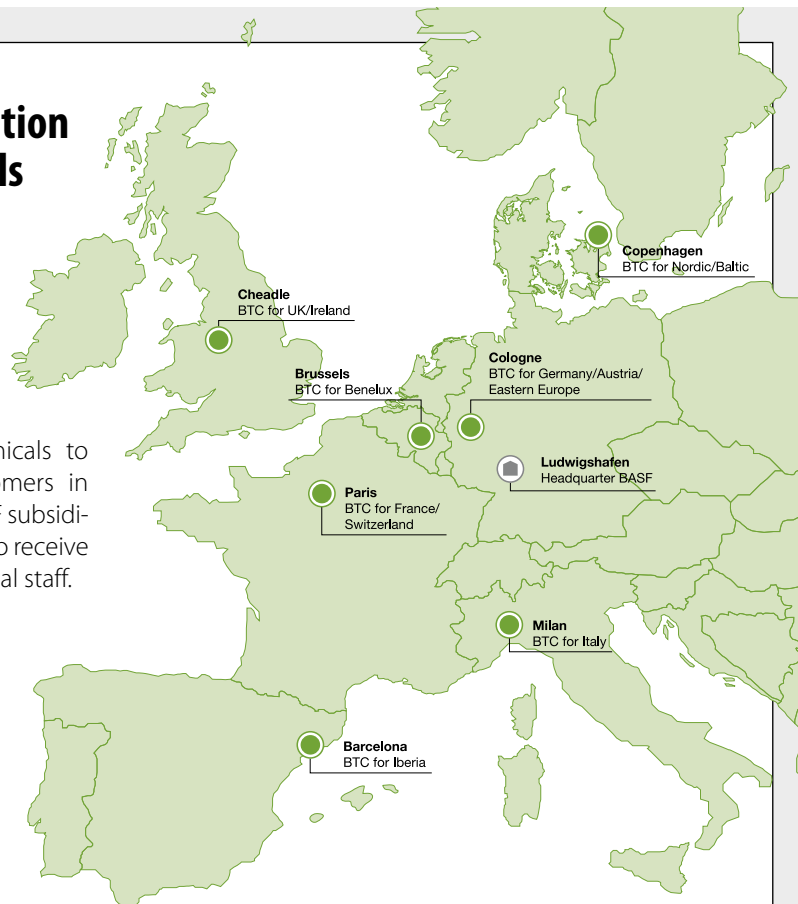 tion
ls
icals to
omers in
subsidi-
receive
al staff.
Copenhagen
BTC for Nordic/Baltic
Cheadle
BTC for UK/Ireland
Brussels
BTC for Benelux
Cologne
BTC for Germany/Austria/
Eastern Europe
Ludwigshafen
Headquarter BASF
Paris
BTC for France/
Switzerland
Milan
BTC for Italy
Barcelona
BTC for Iberia